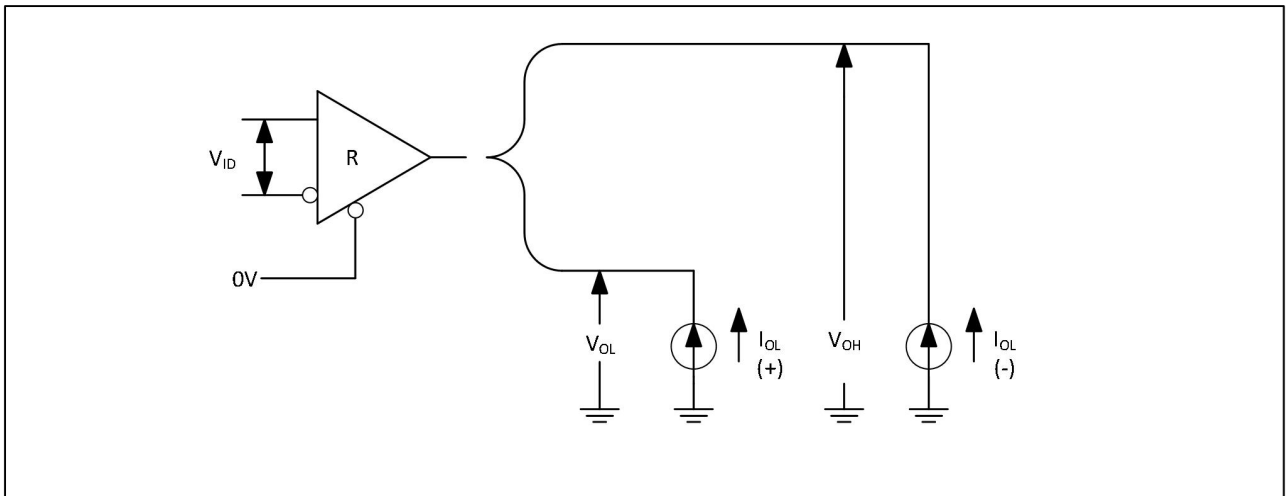 V_ID
R
0V
V_OL
I_OL
(+)
V_OH
I_OL
(-)